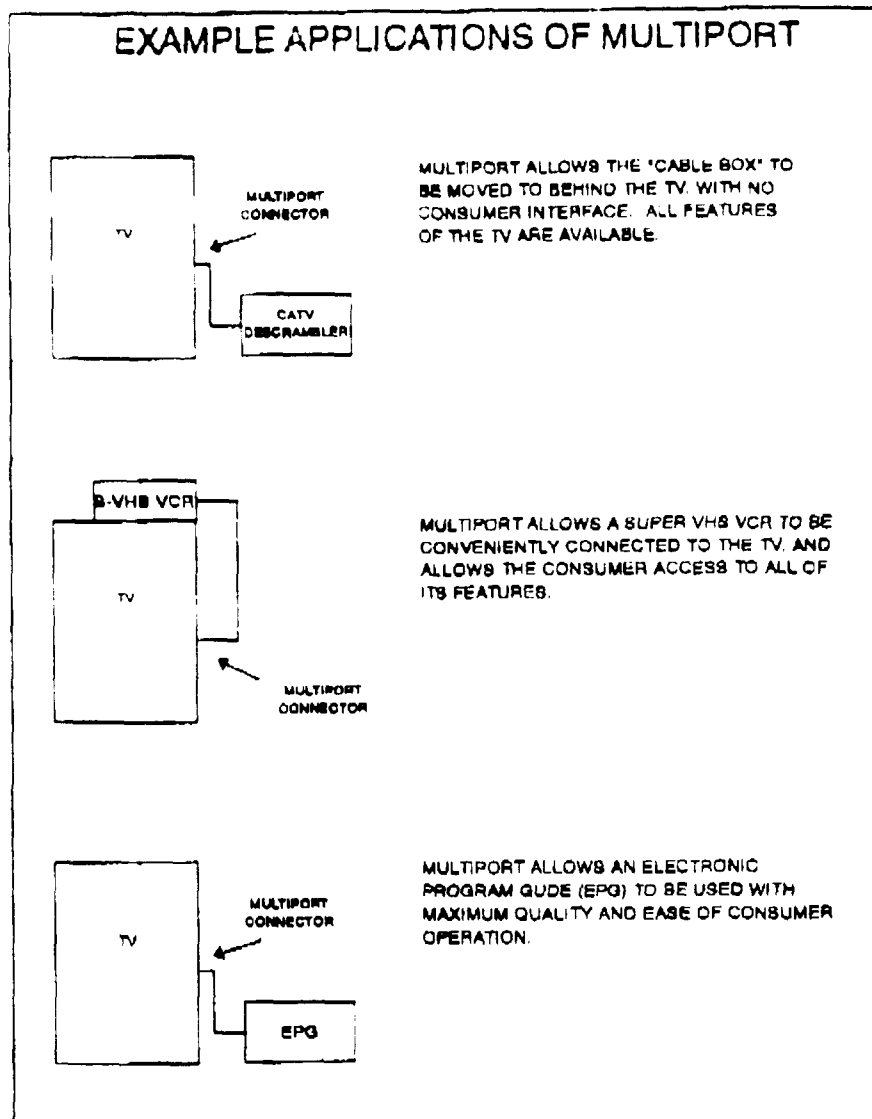 EXAMPLE APPLICATIONS OF MULTIPORT
TV
MULTIPORT
CONNECTOR
CATV
DESCRAMBLER
MULTIPORT ALLOWS THE "CABLE BOX" TO
BE MOVED TO BEHIND THE TV, WITH NO
CONSUMER INTERFACE. ALL FEATURES
OF THE TV ARE AVAILABLE.
S-VHS VCR
TV
MULTIPORT
CONNECTOR
MULTIPORT ALLOWS A SUPER VHS VCR TO BE
CONVENIENTLY CONNECTED TO THE TV, AND
ALLOWS THE CONSUMER ACCESS TO ALL OF
ITS FEATURES.
TV
MULTIPORT
CONNECTOR
EPG
MULTIPORT ALLOWS AN ELECTRONIC
PROGRAM GUDE (EPG) TO BE USED WITH
MAXIMUM QUALITY AND EASE OF CONSUMER
OPERATION.